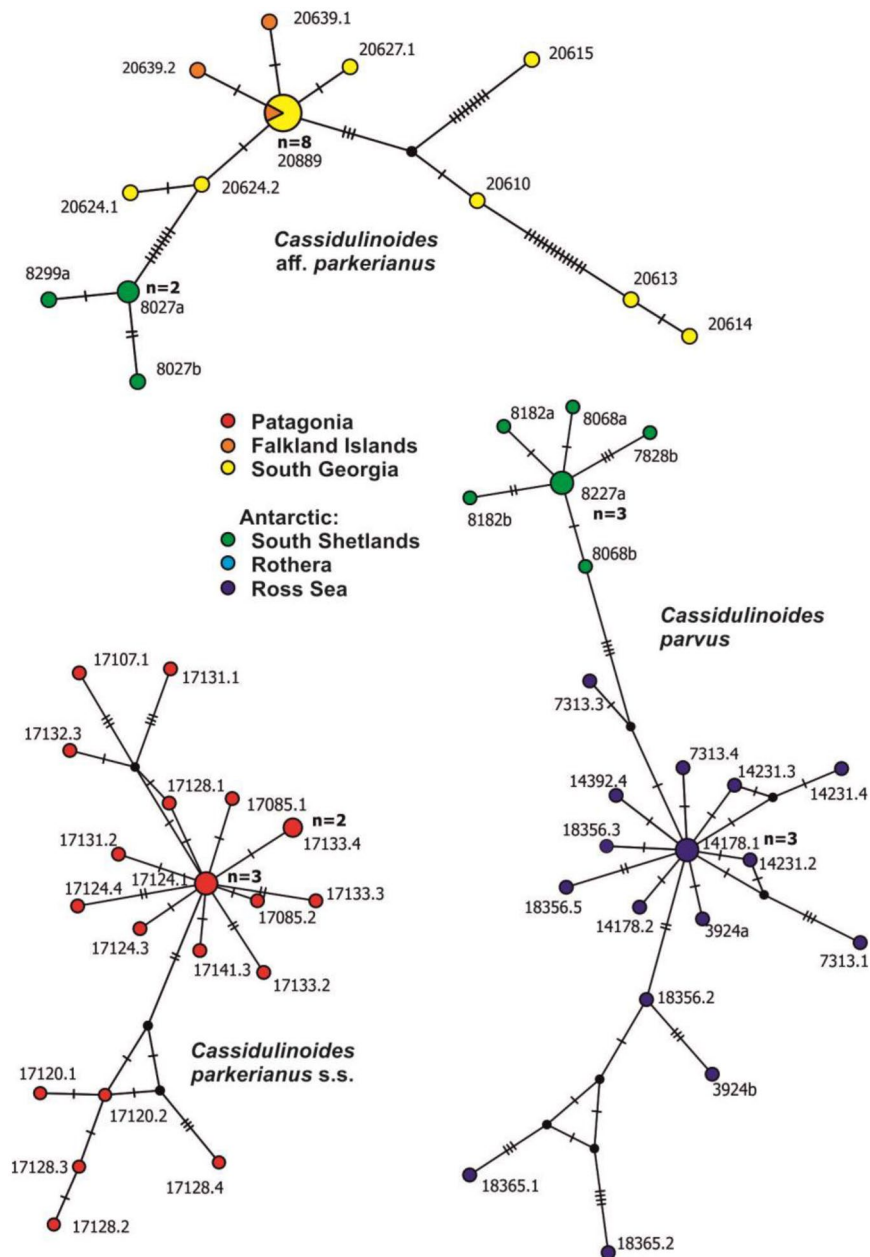 20639.1
20627.1
20615
20639.2
n=8
20889
20610
20624.2
20624.1
Cassidulinoides
aff. parkerianus
20613
20614
8299a
n=2
8027a
8027b
Patagonia
Falkland Islands
South Georgia
Antarctic:
South Shetlands
Rothera
Ross Sea
8182a
8068a
7828b
8227a
n=3
8182b
8068b
Cassidulinoides
parvus
7313.3
7313.4
14231.3
14392.4
14231.4
18356.3
14178.1
n=3
14231.2
18356.5
14178.2
3924a
7313.1
18356.2
3924b
18365.1
18365.2
17107.1
17131.1
17132.3
17128.1
17085.1
n=2
17133.4
17131.2
17124.1
n=3
17124.4
17133.3
17085.2
17124.3
17141.3
17133.2
Cassidulinoides
parkerianus s.s.
17120.1
17120.2
17128.3
17128.4
17128.2